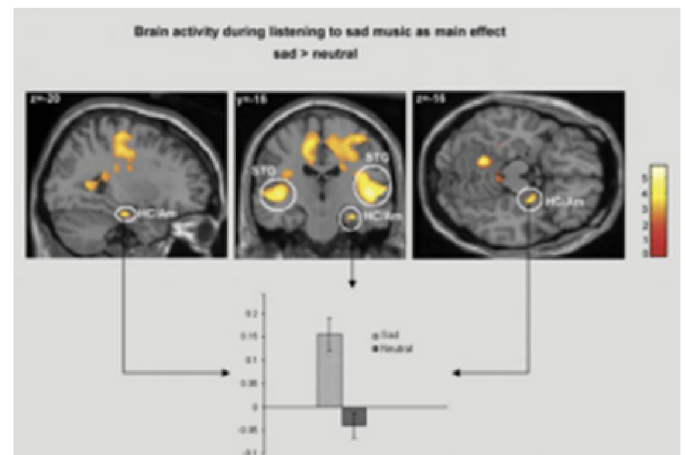 Brain activity during listening to sad music as main effect
sad > neutral
z=-20
y=-16
z=-16
STG
STG
HC/Am
HC/Am
HC/Am
0.2
0.15
0.1
0.05
0
-0.05
-0.1
Sad
Neutral